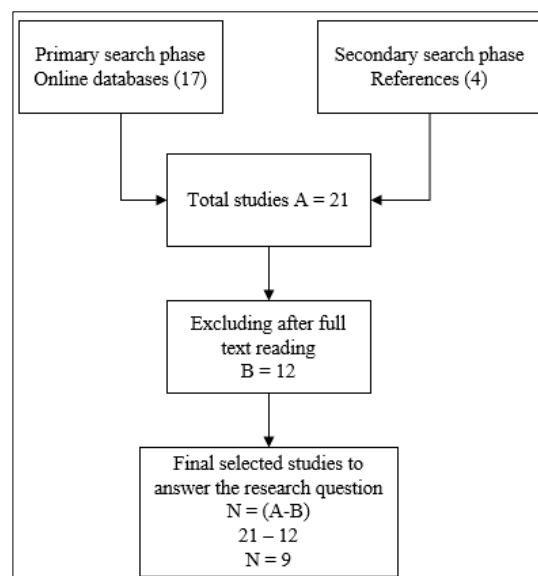 Primary search phase
Online databases (17)
Secondary search phase
References (4)
Total studies A = 21
Excluding after full
text reading
B = 12
Final selected studies to
answer the research question
N = (A-B)
21 – 12
N = 9